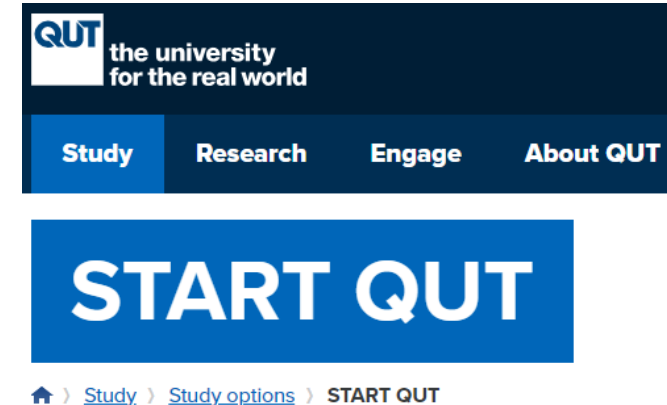 QUT
the university
for the real world
Study Research Engage About QUT
START QUT
Study Study options START QUT